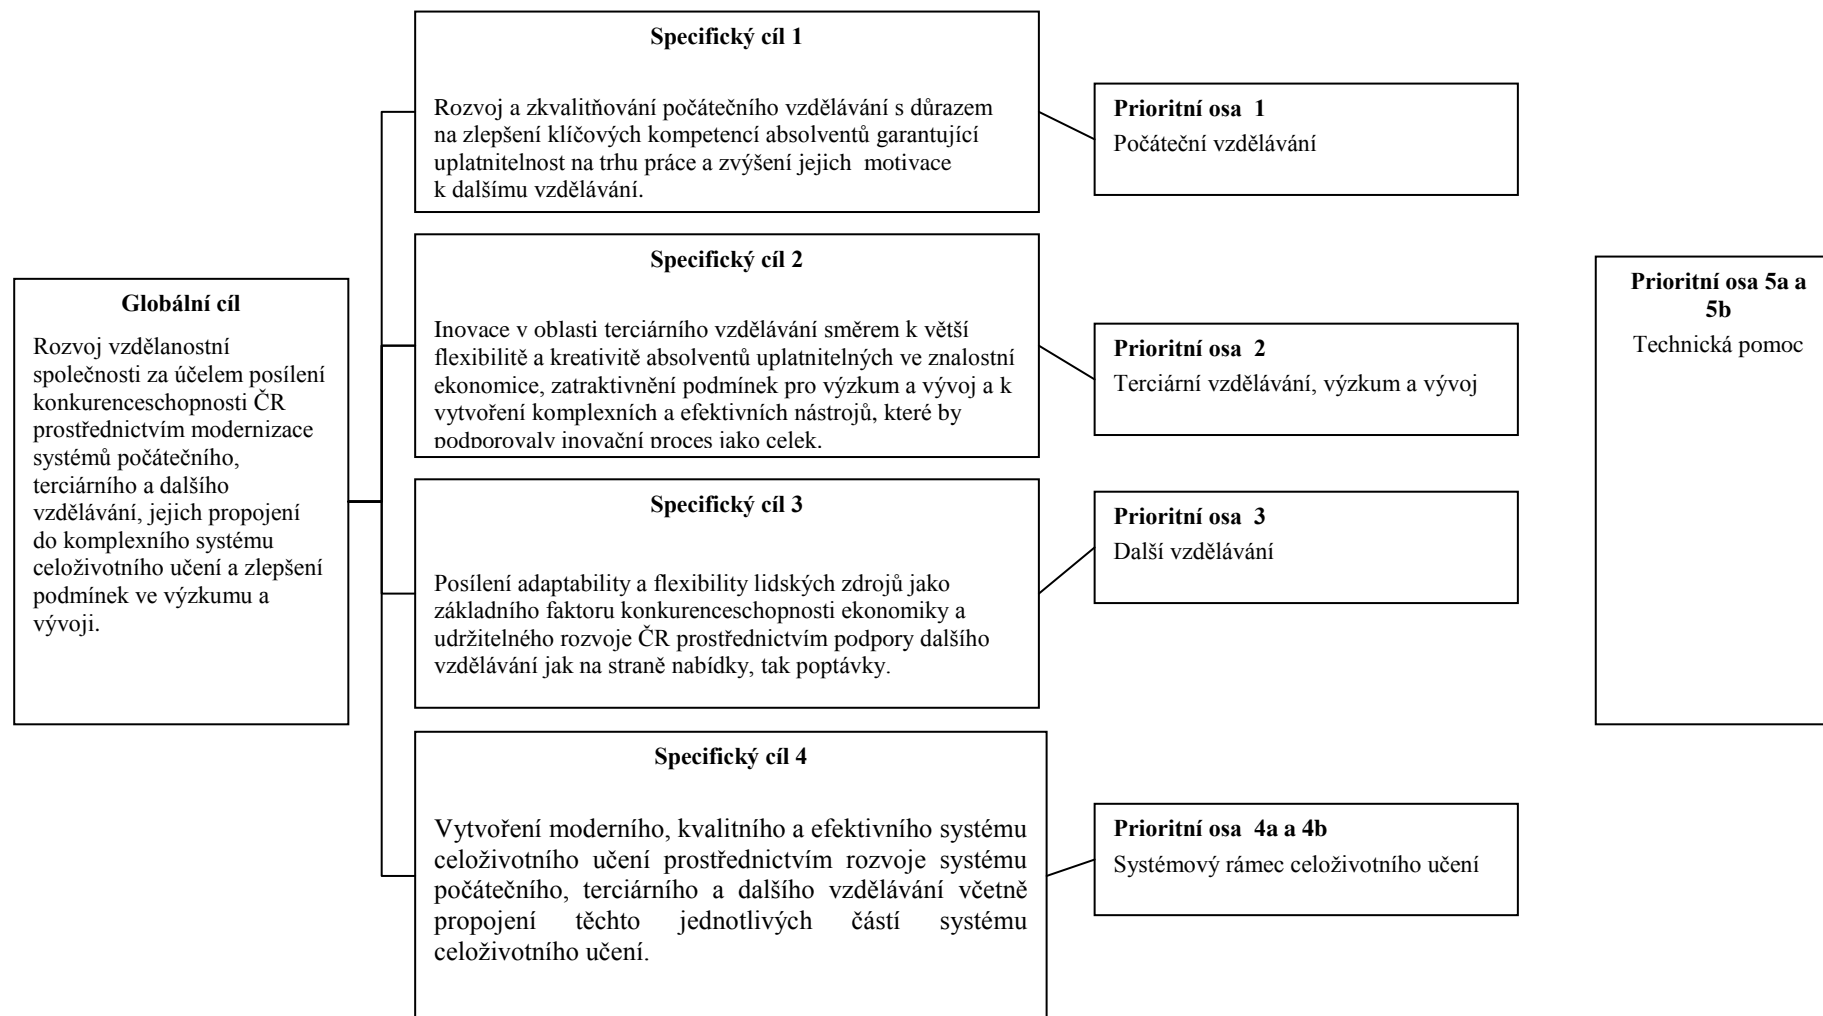 Globální cíl
Rozvoj vzdělanostní
společnosti za účelem posílení
konkurenceschopnosti ČR
prostřednictvím modernizace
systémů počátečního,
terciárního a dalšího
vzdělávání, jejich propojení
do komplexního systému
celoživotního učení a zlepšení
podmínek ve výzkumu a
vývoji.
Specifický cíl 1
Rozvoj a zkvalitňování počátečního vzdělávání s důrazem
na zlepšení klíčových kompetencí absolventů garantující
uplatnitelnost na trhu práce a zvýšení jejich motivace
k dalšímu vzdělávání.
Prioritní osa 1
Počáteční vzdělávání
Specifický cíl 2
Inovace v oblasti terciárního vzdělávání směrem k větší
flexibilitě a kreativitě absolventů uplatnitelných ve znalostní
ekonomice, zatraktivnění podmínek pro výzkum a vývoj a k
vytvoření komplexních a efektivních nástrojů, které by
podporovaly inovační proces jako celek.
Prioritní osa 2
Terciární vzdělávání, výzkum a vývoj
Specifický cíl 3
Posílení adaptability a flexibility lidských zdrojů jako
základního faktoru konkurenceschopnosti ekonomiky a
udržitelného rozvoje ČR prostřednictvím podpory dalšího
vzdělávání jak na straně nabídky, tak poptávky.
Prioritní osa 3
Další vzdělávání
Specifický cíl 4
Vytvoření moderního, kvalitního a efektivního systému
celoživotního učení prostřednictvím rozvoje systému
počátečního, terciárního a dalšího vzdělávání včetně
propojení těchto jednotlivých částí systému
celoživotního učení.
Prioritní osa 4a a 4b
Systémový rámec celoživotního učení
Prioritní osa 5a a
5b
Technická pomoc